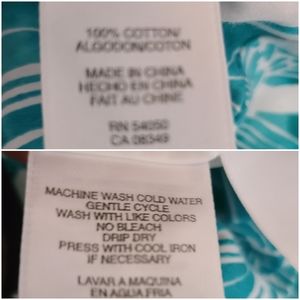 100% COTTON/
ALGODON/COTON
MADE IN CHINA
HECHO EN CHINA
FAIT AU CHINE
RN 54050
CA 08349
MACHINE WASH COLD WATER
GENTLE CYCLE
WASH WITH LIKE COLORS
NO BLEACH
DRIP DRY
PRESS WITH COOL IRON
IF NECESSARY
LAVAR A MAQUINA
EN AGUA FRIA